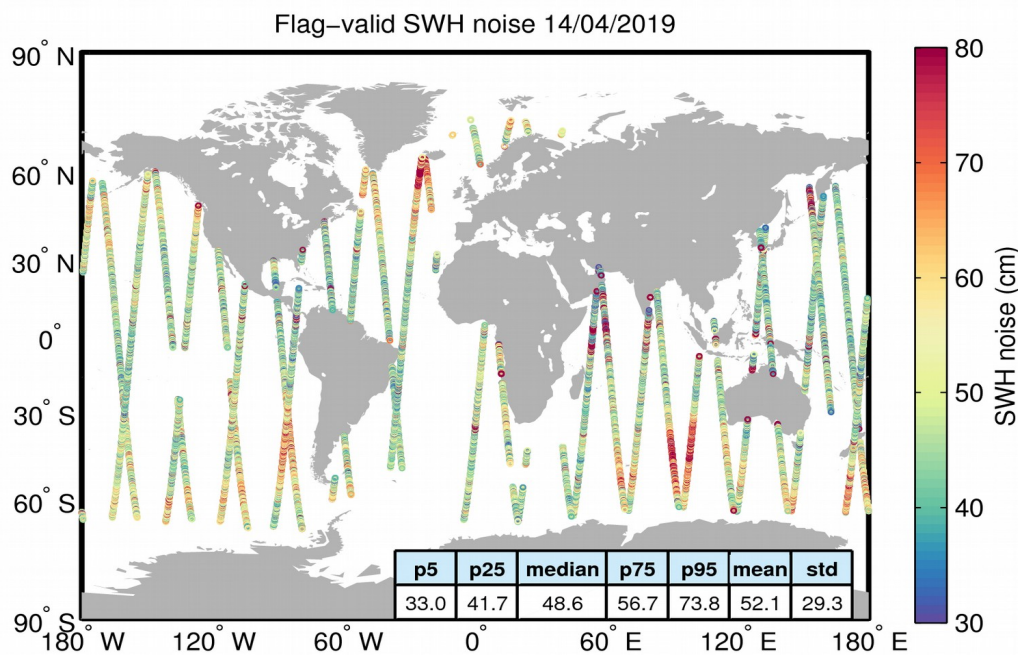 Flag−valid SWH noise 14/04/2019
90° N
60° N
30° N
0°
30° S
60° S
90° S
180° W
120° W
60° W
0°
60° E
120° E
180° E
80
70
60
50
40
30
SWH noise (cm)
p5 p25 median p75 p95 mean std
33.0 41.7 48.6 56.7 73.8 52.1 29.3